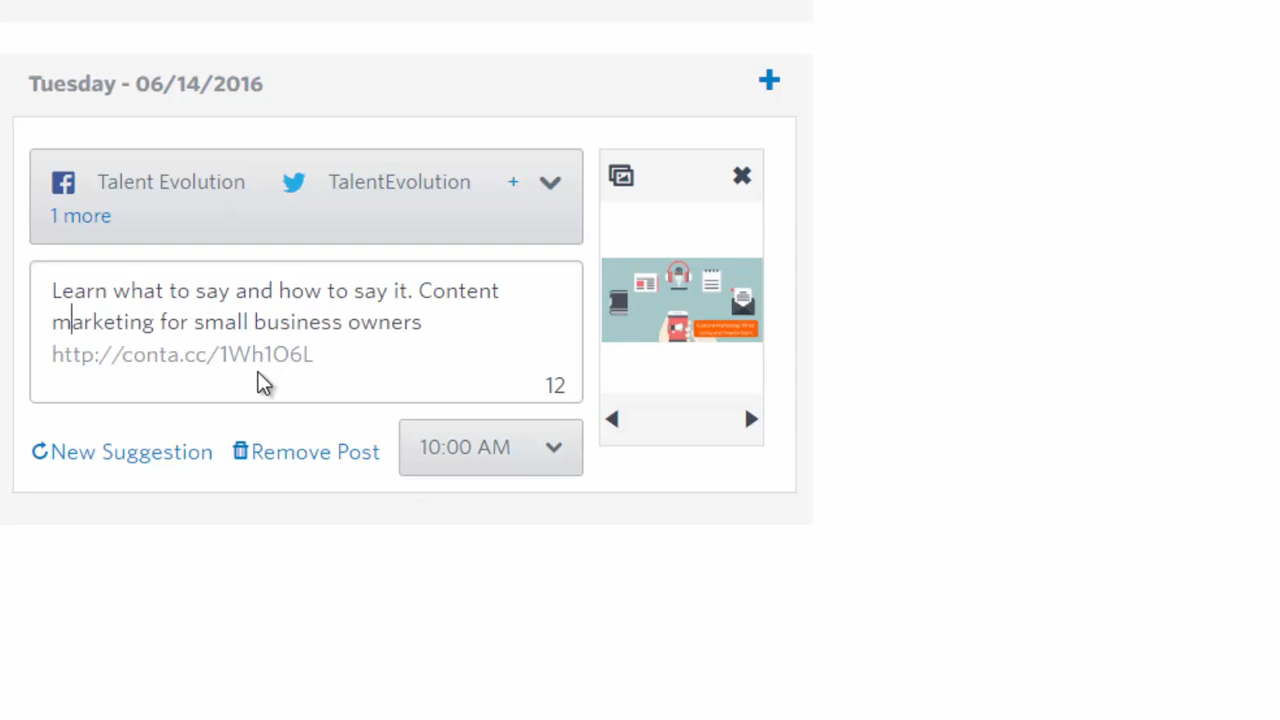 Tuesday - 06/14/2016
Talent Evolution TalentEvolution +
1 more
Learn what to say and how to say it. Content
marketing for small business owners
http://conta.cc/1Wh1O6L
12
New Suggestion Remove Post 10:00 AM